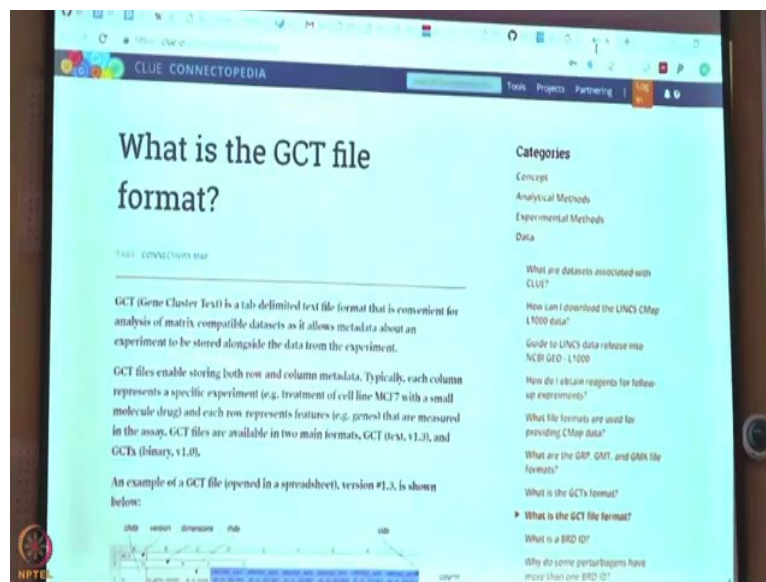 CLUE CONNECTOPEDIA
Tools Projects Partnering
Log in
What is the GCT file
format?
TAGS CONNECTIVITY MAP
GCT (Gene Cluster Text) is a tab delimited text file format that is convenient for
analysis of matrix compatible datasets as it allows metadata about an
experiment to be stored alongside the data from the experiment.
GCT files enable storing both row and column metadata. Typically, each column
represents a specific experiment (e.g. treatment of cell line MCF7 with a small
molecule drug) and each row represents features (e.g. genes) that are measured
in the assay. GCT files are available in two main formats, GCT (text, v1.3), and
GCTx (binary, v1.0).
An example of a GCT file (opened in a spreadsheet), version #1.3, is shown
below:
version dimensions
Categories
Concept
Analytical Methods
Experimental Methods
Data
What are datasets associated with
CLUE?
How can I download the LINCS CMap
L1000 data?
Guide to LINCS data release into
NCBI GEO - L1000
How do I obtain reagents for follow-
up experiments?
What file formats are used for
providing CMap data?
What are the GRP, GMT, and GMX file
formats?
What is the GCTx format?
What is the GCT file format?
What is a BRD ID?
Why do some perturbagens have
more than one BRD ID?
NPTEL